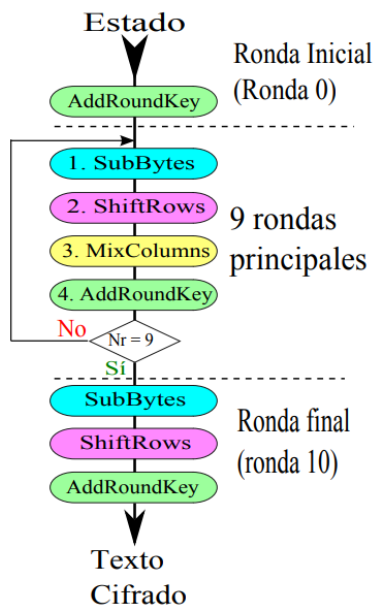 Estado
Ronda Inicial
(Ronda 0)
AddRoundKey
1. SubBytes
2. ShiftRows
3. MixColumns
4. AddRoundKey
9 rondas
principales
No
Nr = 9
Sí
SubBytes
ShiftRows
AddRoundKey
Ronda final
(ronda 10)
Texto
Cifrado